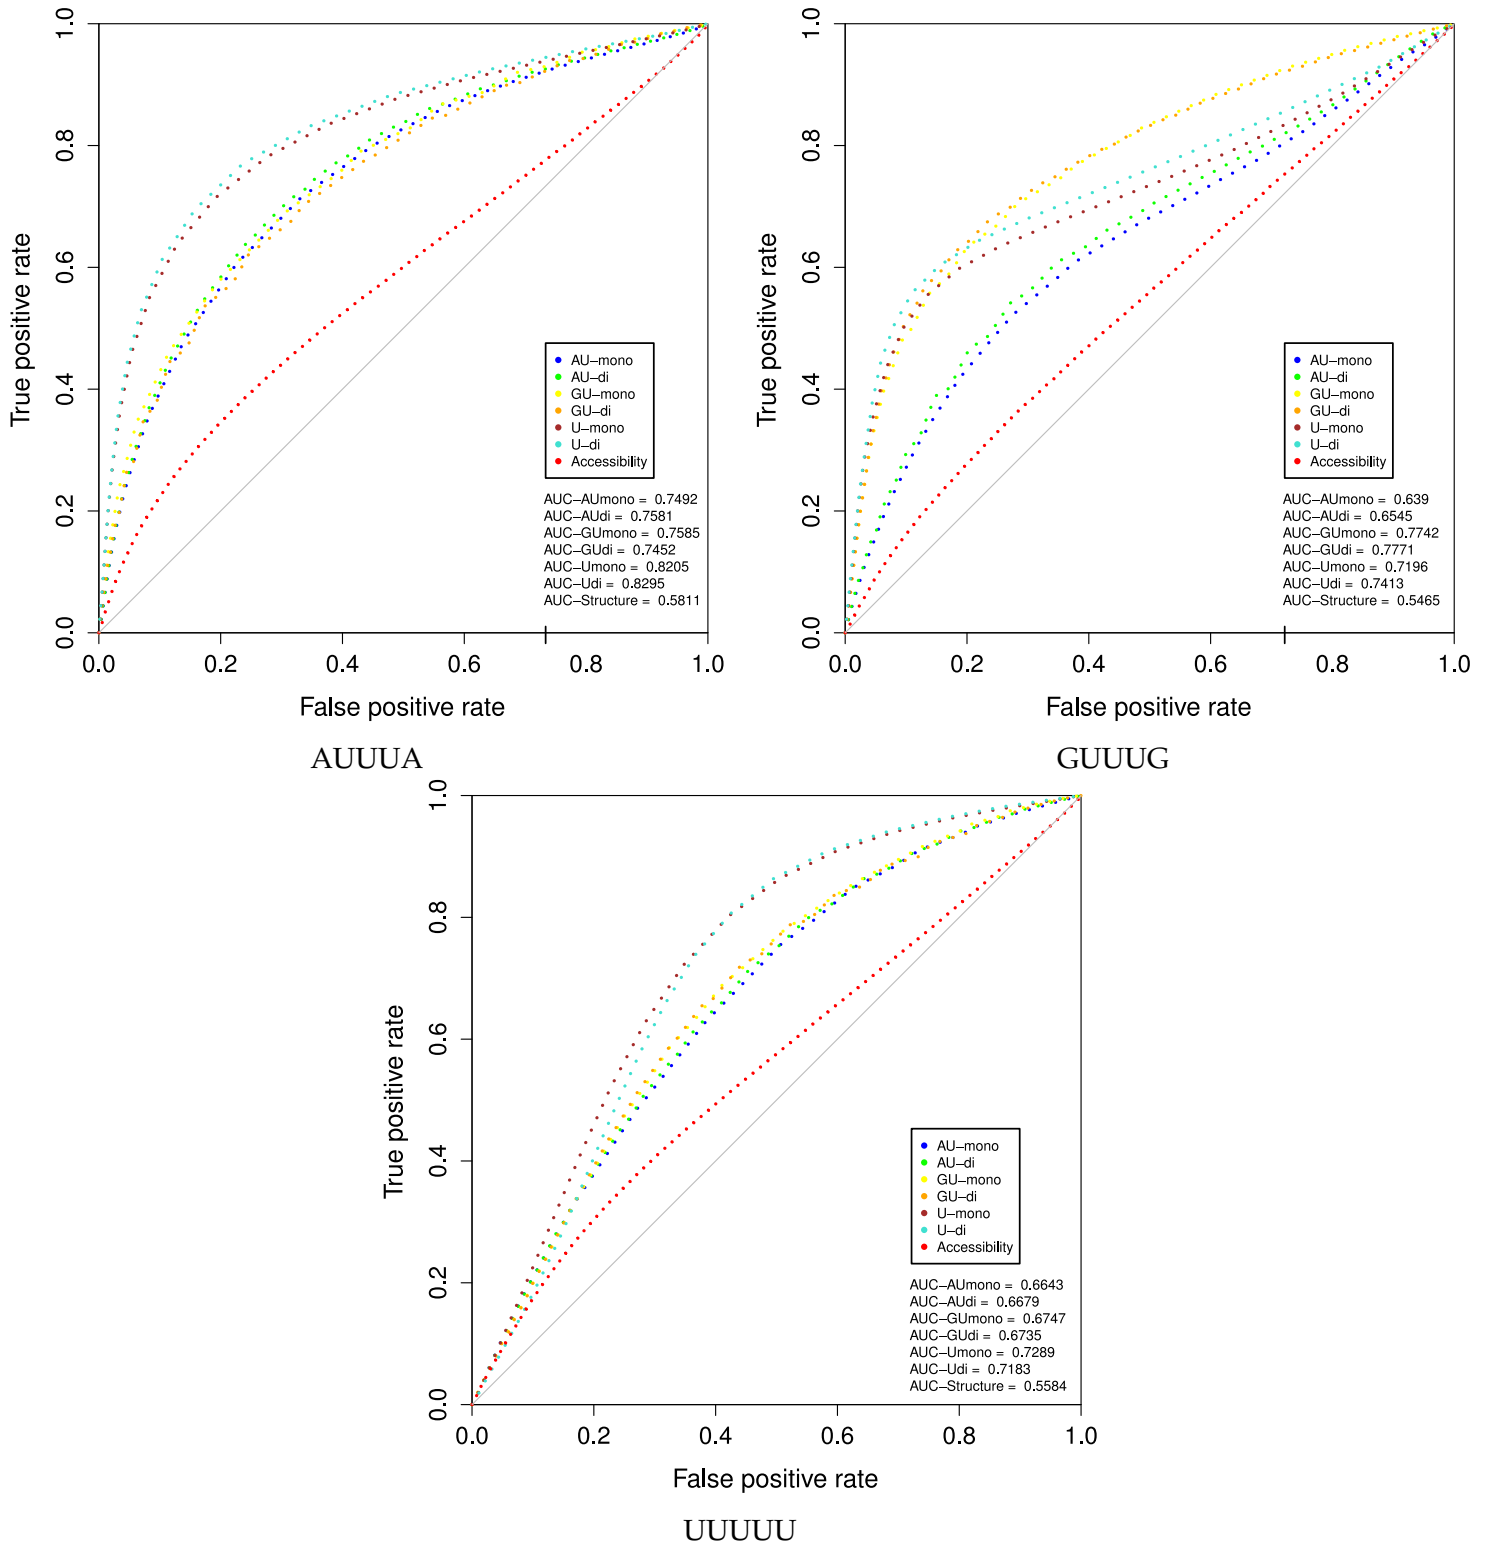 1.0
0.8
0.6
0.4
0.2
0.0
True positive rate
AU−mono
AU−di
GU−mono
GU−di
U−mono
U−di
Accessibility
AUC−AUmono = 0.7492
AUC−AUdi = 0.7581
AUC−GUmono = 0.7585
AUC−GUdi = 0.7452
AUC−Umono = 0.8205
AUC−Udi = 0.8295
AUC−Structure = 0.5811
0.0 0.2 0.4 0.6 0.8 1.0
False positive rate
AUUUA
1.0
0.8
0.6
0.4
0.2
0.0
True positive rate
AU−mono
AU−di
GU−mono
GU−di
U−mono
U−di
Accessibility
AUC−AUmono = 0.639
AUC−AUdi = 0.6545
AUC−GUmono = 0.7742
AUC−GUdi = 0.7771
AUC−Umono = 0.7196
AUC−Udi = 0.7413
AUC−Structure = 0.5465
0.0 0.2 0.4 0.6 0.8 1.0
False positive rate
GUUUG
1.0
0.8
0.6
0.4
0.2
0.0
True positive rate
AU−mono
AU−di
GU−mono
GU−di
U−mono
U−di
Accessibility
AUC−AUmono = 0.6643
AUC−AUdi = 0.6679
AUC−GUmono = 0.6747
AUC−GUdi = 0.6735
AUC−Umono = 0.7289
AUC−Udi = 0.7183
AUC−Structure = 0.5584
0.0 0.2 0.4 0.6 0.8 1.0
False positive rate
UUUUU